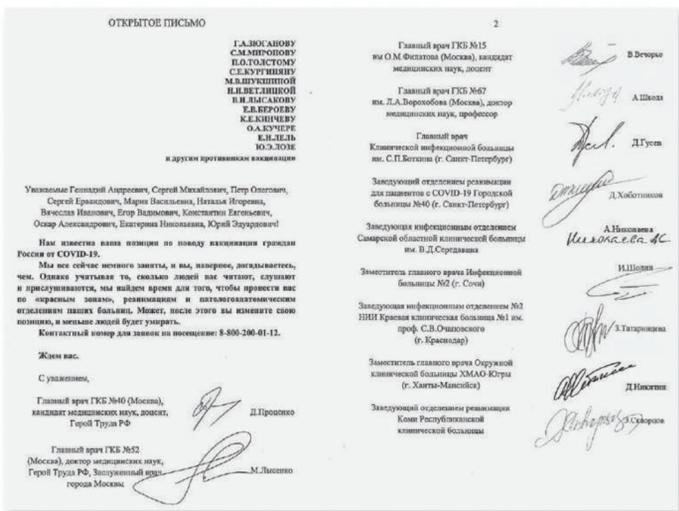 ОТКРЫТОЕ ПИСЬМО
Г.А.ЗЮГАНОВУ
С.М.МИРОНОВУ
П.О.ТОЛСТОМУ
С.Е.КУРГИНЯНУ
М.В.ШУКШИНОЙ
Н.И.ВЕТЛИЦКОЙ
В.И.ЛЫСАКОВУ
Е.В.БЕРОЕВУ
К.Е.КИНЧЕВУ
О.А.КУЧЕРЕ
Е.Н.ЛЕЛЬ
Ю.Э.ЛОЗЕ
и другим противникам вакцинации
Уважаемые Геннадий Андреевич, Сергей Михайлович, Петр Олегович,
Сергей Ервандович, Мария Васильевна, Наталья Игоревна,
Вячеслав Иванович, Егор Вадимович, Константин Евгеньевич,
Оскар Александрович, Екатерина Николаевна, Юрий Эдуардович!
Нам известна ваша позиция по поводу вакцинации граждан
России от COVID-19.
Мы все сейчас немного заняты, и вы, наверное, догадываетесь,
чем. Однако учитывая то, сколько людей вас читают, слушают
и прислушиваются, мы найдем время для того, чтобы провести вас
по «красным зонам», реанимациям и патологоанатомическим
отделениям наших больниц. Может, после этого вы измените свою
позицию, и меньше людей будет умирать.
Контактный номер для заявок на посещение: 8-800-200-01-12.
Ждем вас.
С уважением,
Главный врач ГКБ №40 (Москва),
кандидат медицинских наук, доцент,
Герой Труда РФ
Д.Проценко
Главный врач ГКБ №52
(Москва), доктор медицинских наук,
Герой Труда РФ, Заслуженный врач
города Москвы
М.Лысенко
2
Главный врач ГКБ №15
им О.М.Филатова (Москва), кандидат
медицинских наук, доцент
В.Вечорко
Главный врач ГКБ №67
им. Л.А.Ворохобова (Москва), доктор
медицинских наук, профессор
А.Шкода
Главный врач
Клинической инфекционной больницы
им. С.П.Боткина (г. Санкт-Петербург)
Д.Гусев
Заведующий отделением реанимации
для пациентов с COVID-19 Городской
больницы №40 (г. Санкт-Петербург)
Д.Хоботников
Заведующая инфекционным отделением
Самарской областной клинической больницы
им. В.Д.Середавина
А.Николаева
Николаева АС
Заместитель главного врача Инфекционной
больницы №2 (г. Сочи)
И.Шолин
Заведующая инфекционным отделением №2
НИИ Краевая клиническая больница №1 им.
проф. С.В.Очаповского
(г. Краснодар)
З.Татаринцева
Заместитель главного врача Окружной
клинической больницы ХМАО-Югры
(г. Ханты-Мансийск)
Д.Никитин
Заведующий отделением реанимации
Коми Республиканской
клинической больницы
Скворцов